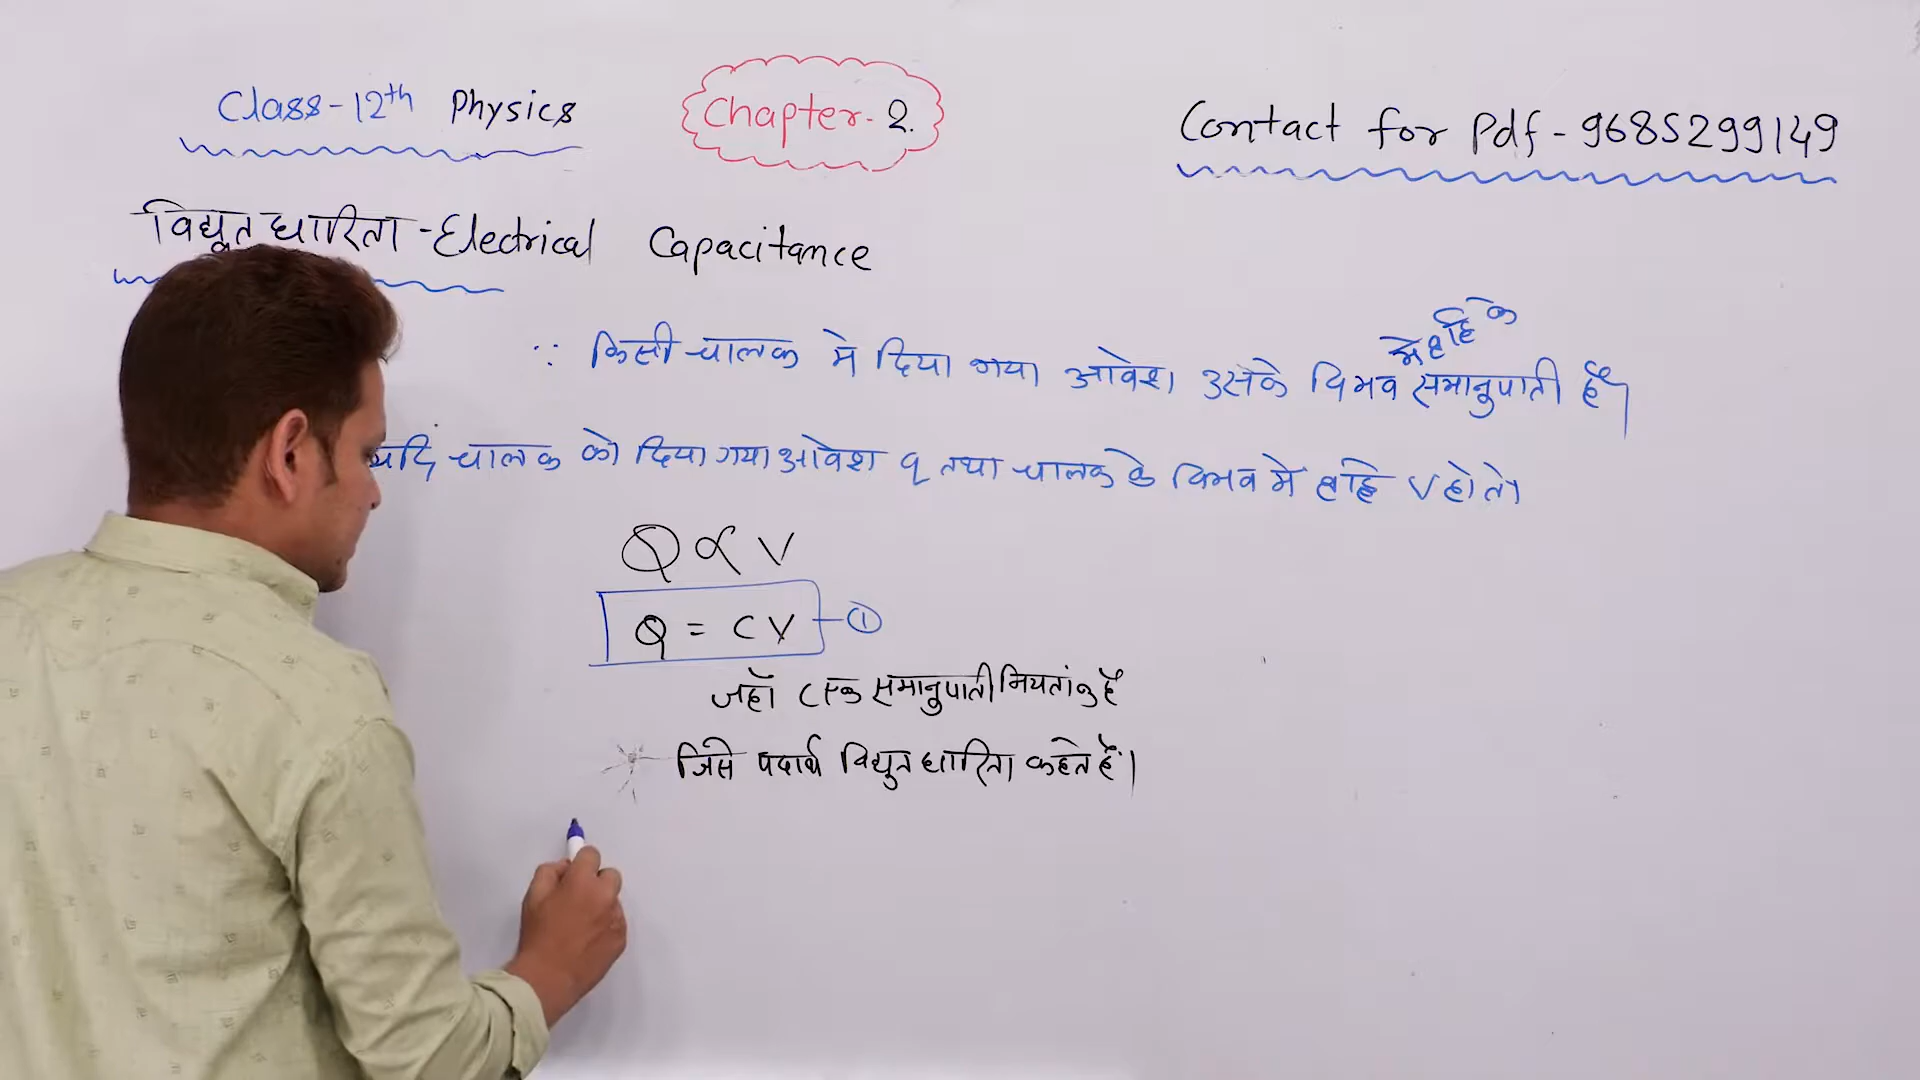 Class-12th Physics
Chapter-2.
Contact for Pdf - 9685299149
विद्युत धारिता - Electrical Capacitance
∵ किसी चालक मे दिया गया आवेश उसके विभव में वृद्धि के समानुपाती है।
यदि चालक को दिया गया आवेश q तथा चालक के विभव मे वृद्धि V हो तो
Q ∝ V
Q = CV - ①
जहाँ C एक समानुपाती नियतांक है
जिसे पदार्थ विद्युत धारिता कहते हैं।